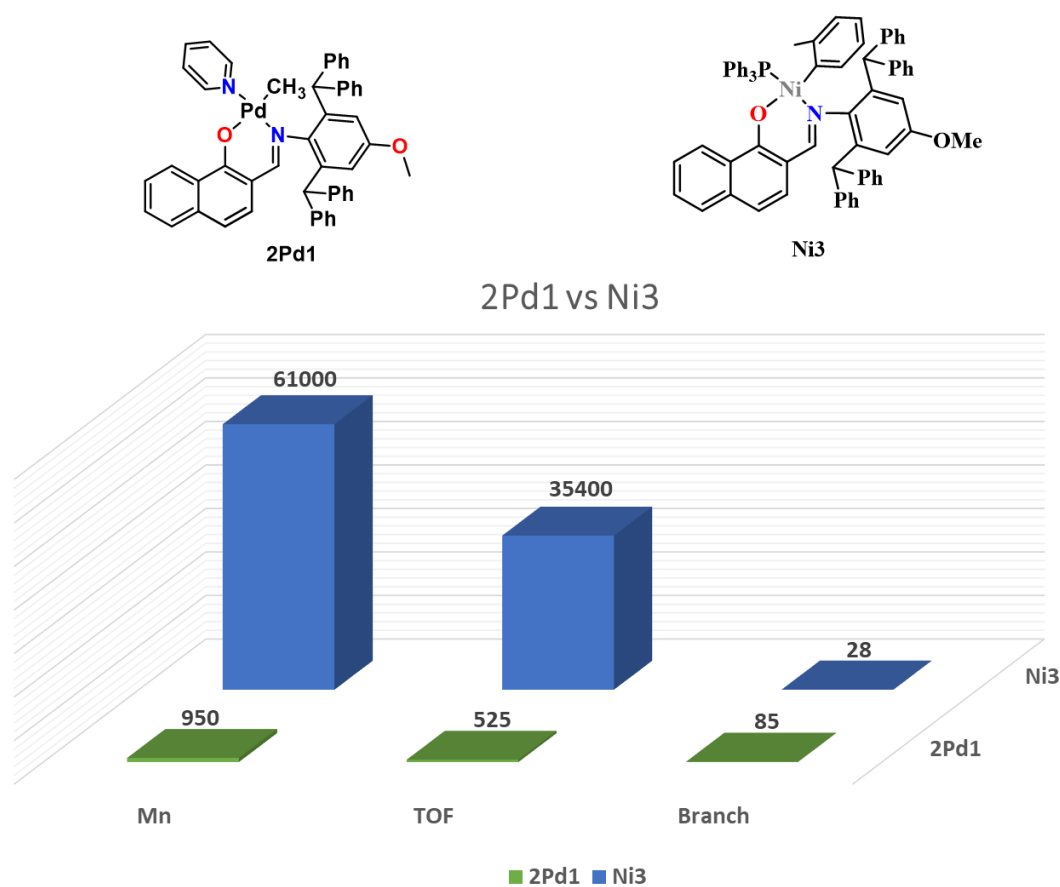 N
CH3
Ph
Ph
Pd
O
N
O
Ph
Ph
2Pd1
Ph3P
Ph
Ph
Ni
O
N
OMe
Ph
Ph
Ni3
2Pd1 vs Ni3
61000
35400
28
Ni3
950
525
85
2Pd1
Mn
TOF
Branch
2Pd1
Ni3